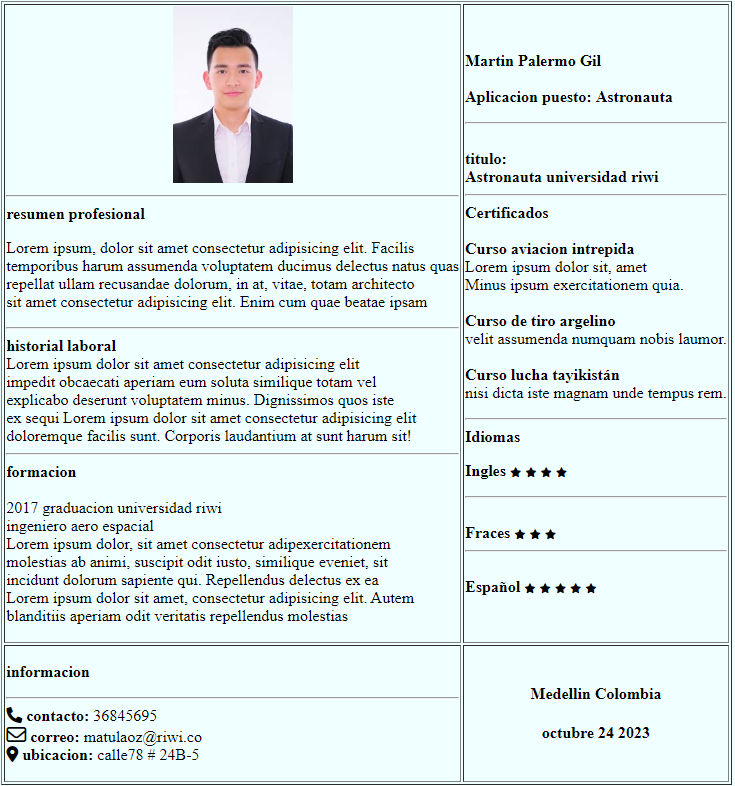 resumen profesional
Lorem ipsum, dolor sit amet consectetur adipisicing elit. Facilis
temporibus harum assumenda voluptatem ducimus delectus natus quas
repellat ullam recusandae dolorum, in at, vitae, totam architecto
sit amet consectetur adipisicing elit. Enim cum quae beatae ipsam
historial laboral
Lorem ipsum dolor sit amet consectetur adipisicing elit
impedit obcaecati aperiam eum soluta similique totam vel
explicabo deserunt voluptatem minus. Dignissimos quos iste
ex sequi Lorem ipsum dolor sit amet consectetur adipisicing elit
doloremque facilis sunt. Corporis laudantium at sunt harum sit!
formacion
2017 graduacion universidad riwi
ingeniero aero espacial
Lorem ipsum dolor, sit amet consectetur adipexercitationem
molestias ab animi, suscipit odit iusto, similique eveniet, sit
incidunt dolorum sapiente qui. Repellendus delectus ex ea
Lorem ipsum dolor sit amet, consectetur adipisicing elit. Autem
blanditiis aperiam odit veritatis repellendus molestias
Martin Palermo Gil
Aplicacion puesto: Astronauta
titulo:
Astronauta universidad riwi
Certificados
Curso aviacion intrepida
Lorem ipsum dolor sit, amet
Minus ipsum exercitationem quia.
Curso de tiro argelino
velit assumenda numquam nobis laumor.
Curso lucha tayikistán
nisi dicta iste magnam unde tempus rem.
Idiomas
Ingles ★ ★ ★ ★
Fraces ★ ★ ★
Español ★ ★ ★ ★ ★
informacion
contacto: 36845695
correo: matulaoz@riwi.co
ubicacion: calle78 # 24B-5
Medellin Colombia
octubre 24 2023